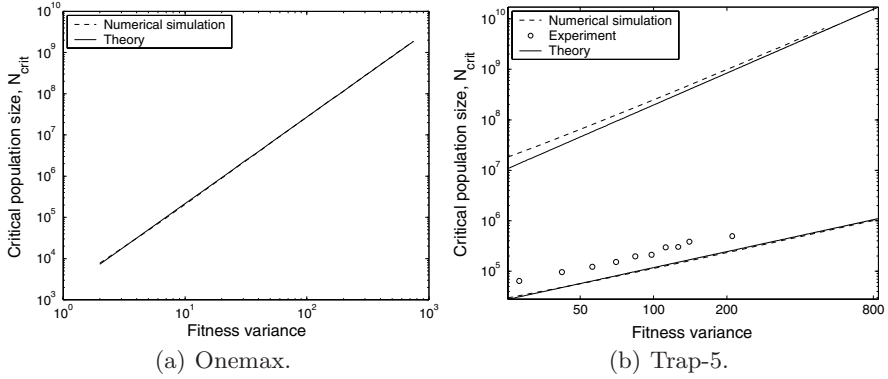 Numerical simulation
Theory
10^10
10^9
10^8
10^7
10^6
10^5
10^4
10^3
Critical population size, N_crit
10^0 10^1 10^2 10^3
Fitness variance
(a) Onemax.
Numerical simulation
Experiment
Theory
10^10
10^9
10^8
10^7
10^6
10^5
Critical population size, N_crit
50 100 200 800
Fitness variance
(b) Trap-5.